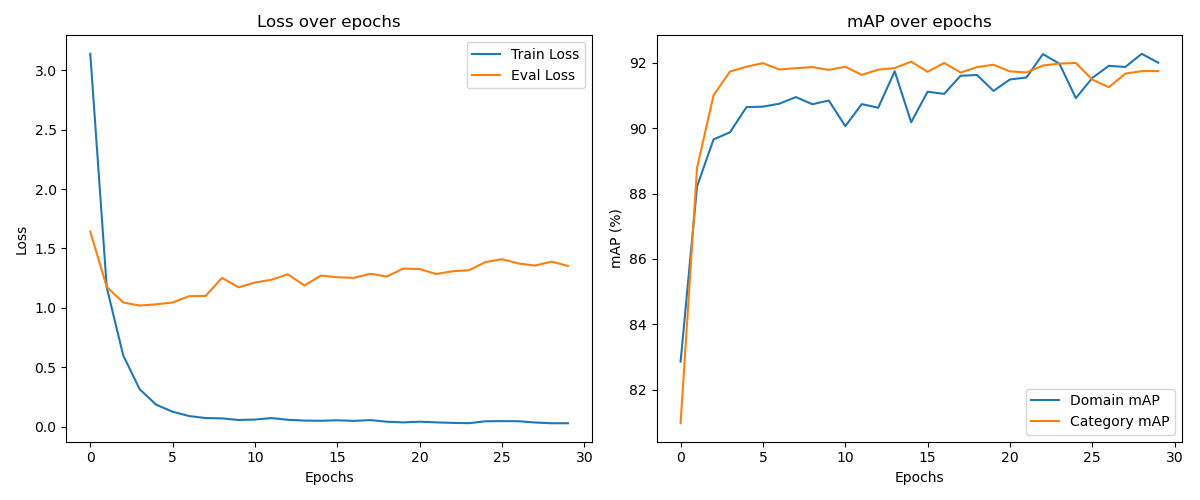 Loss over epochs
Train Loss
Eval Loss
3.0
2.5
2.0
1.5
1.0
0.5
0.0
Loss
0 5 10 15 20 25 30
Epochs
mAP over epochs
92
90
88
86
84
82
mAP (%)
Domain mAP
Category mAP
0 5 10 15 20 25 30
Epochs